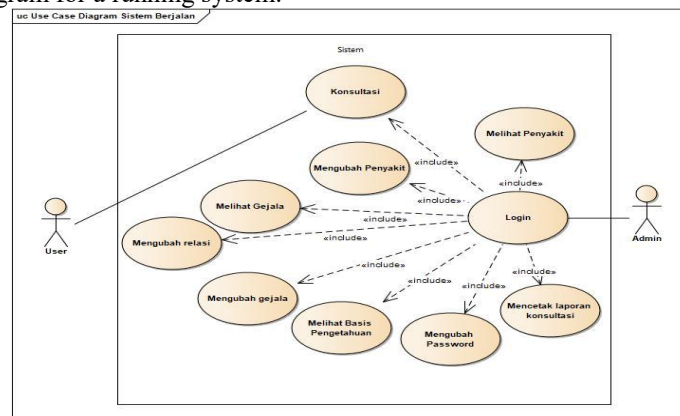 gram for a running system.
uc Use Case Diagram Sistem Berjalan
Sistem
Konsultasi
Melihat Penyakit
«include»
Mengubah Penyakit
«include»
«include»
Melihat Gejala
«include»
Login
User
Admin
Mengubah relasi
«include»
«include»
«include»
«include»
«include»
Mengubah gejala
Melihat Basis
Pengetahuan
Mengubah
Password
Mencetak laporan
konsultasi